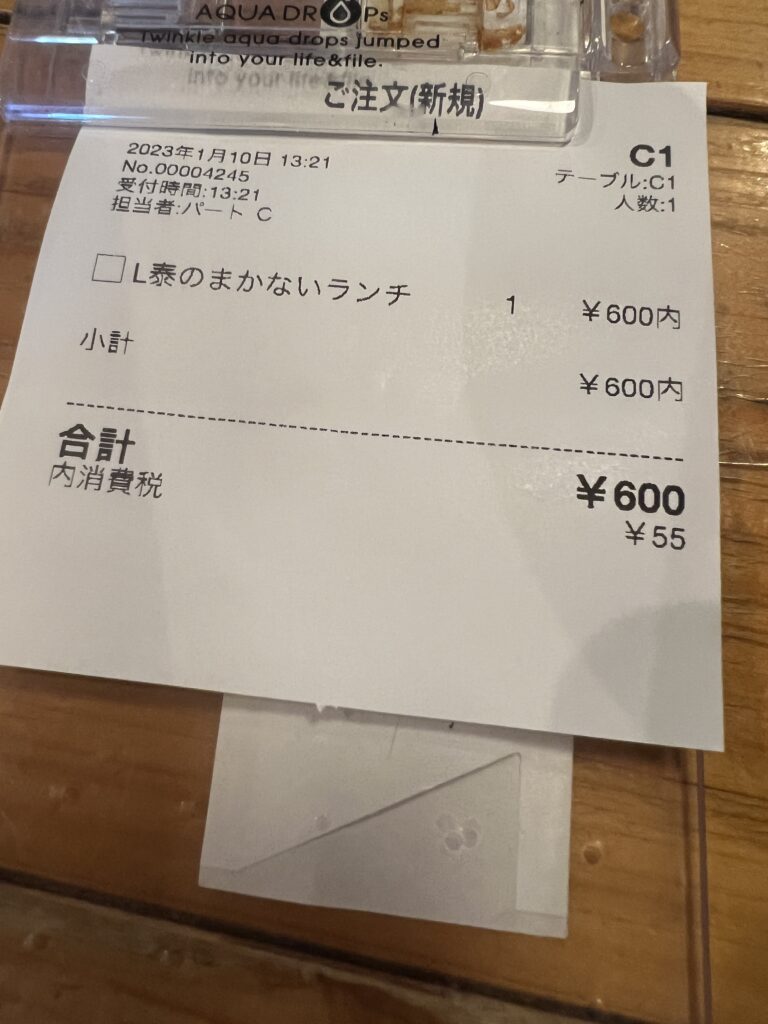 AQUA DROPs
Twinkle aqua drops jumped
into your life&file.
ご注文(新規)
2023年1月10日 13:21
C1
No.00004245
テーブル:C1
受付時間:13:21
人数:1
担当者:パート C
□L泰のまかないランチ 1 ¥600内
小計 ¥600内
合計 ¥600
内消費税 ¥55